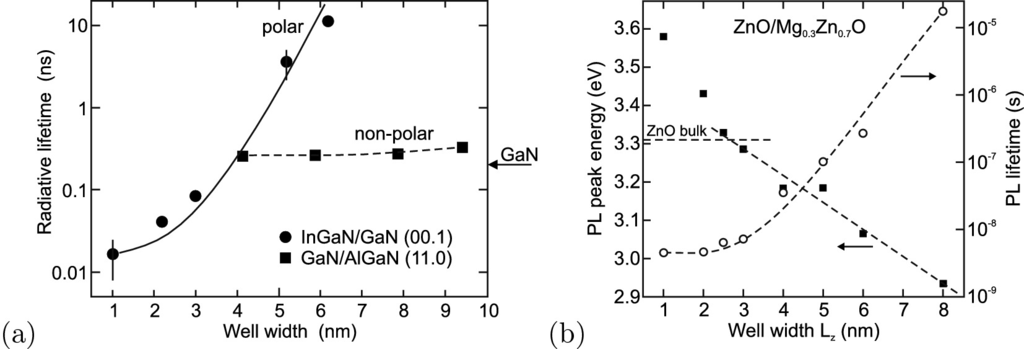 10
1
0.1
0.01
Radiative lifetime (ns)
polar
non-polar
GaN
InGaN/GaN (00.1)
GaN/AlGaN (11.0)
1 2 3 4 5 6 7 8 9 10
Well width (nm)
(a)
ZnO/Mg0.3Zn0.7O
3.6
3.5
3.4
3.3
3.2
3.1
3.0
2.9
PL peak energy (eV)
ZnO bulk
10-5
10-6
10-7
10-8
10-9
PL lifetime (s)
1 2 3 4 5 6 7 8
Well width Lz (nm)
(b)